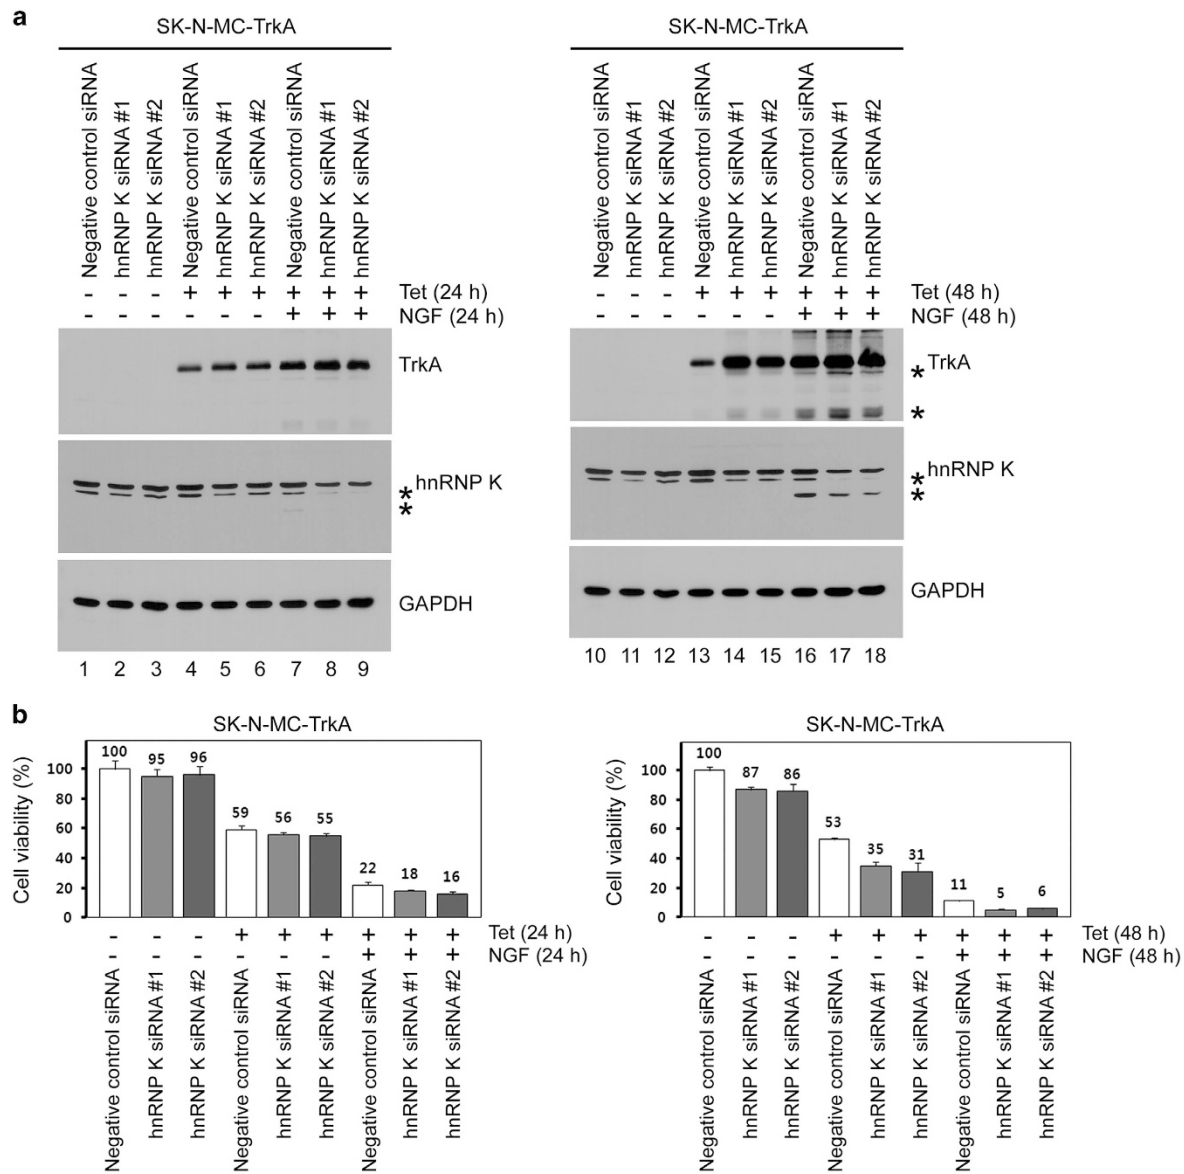 a
SK-N-MC-TrkA
Negative control siRNA
hnRNP K siRNA #1
hnRNP K siRNA #2
Negative control siRNA
hnRNP K siRNA #1
hnRNP K siRNA #2
Negative control siRNA
hnRNP K siRNA #1
hnRNP K siRNA #2
- - - + + + + + + Tet (24 h)
- - - - - - + + + NGF (24 h)
TrkA
hnRNP K
*
*
GAPDH
1 2 3 4 5 6 7 8 9
SK-N-MC-TrkA
Negative control siRNA
hnRNP K siRNA #1
hnRNP K siRNA #2
Negative control siRNA
hnRNP K siRNA #1
hnRNP K siRNA #2
Negative control siRNA
hnRNP K siRNA #1
hnRNP K siRNA #2
- - - + + + + + + Tet (48 h)
- - - - - - + + + NGF (48 h)
TrkA
*
*
hnRNP K
*
*
GAPDH
10 11 12 13 14 15 16 17 18
b
SK-N-MC-TrkA
Cell viability (%)
100
80
60
40
20
0
100 95 96 59 56 55 22 18 16
- - - + + + + + + Tet (24 h)
- - - - - - + + + NGF (24 h)
Negative control siRNA
hnRNP K siRNA #1
hnRNP K siRNA #2
Negative control siRNA
hnRNP K siRNA #1
hnRNP K siRNA #2
Negative control siRNA
hnRNP K siRNA #1
hnRNP K siRNA #2
SK-N-MC-TrkA
Cell viability (%)
100
80
60
40
20
0
100 87 86 53 35 31 11 5 6
- - - + + + + + + Tet (48 h)
- - - - - - + + + NGF (48 h)
Negative control siRNA
hnRNP K siRNA #1
hnRNP K siRNA #2
Negative control siRNA
hnRNP K siRNA #1
hnRNP K siRNA #2
Negative control siRNA
hnRNP K siRNA #1
hnRNP K siRNA #2